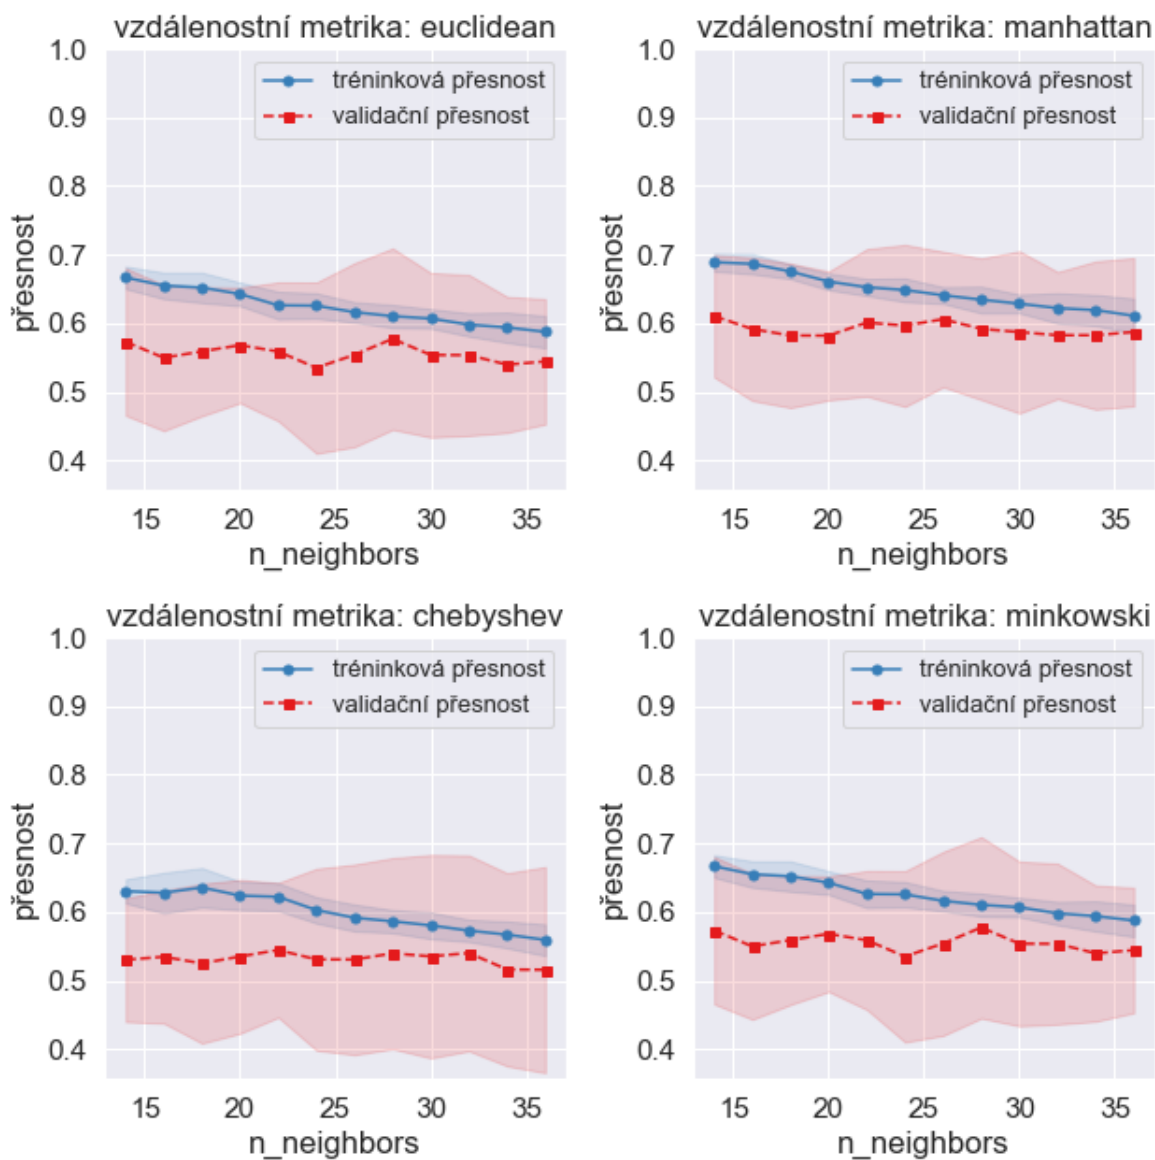 vzdálenostní metrika: euclidean
1.0
0.9
0.8
0.7
0.6
0.5
0.4
přesnost
tréninková přesnost
validační přesnost
15 20 25 30 35
n_neighbors
vzdálenostní metrika: manhattan
1.0
0.9
0.8
0.7
0.6
0.5
0.4
přesnost
tréninková přesnost
validační přesnost
15 20 25 30 35
n_neighbors
vzdálenostní metrika: chebyshev
1.0
0.9
0.8
0.7
0.6
0.5
0.4
přesnost
tréninková přesnost
validační přesnost
15 20 25 30 35
n_neighbors
vzdálenostní metrika: minkowski
1.0
0.9
0.8
0.7
0.6
0.5
0.4
přesnost
tréninková přesnost
validační přesnost
15 20 25 30 35
n_neighbors